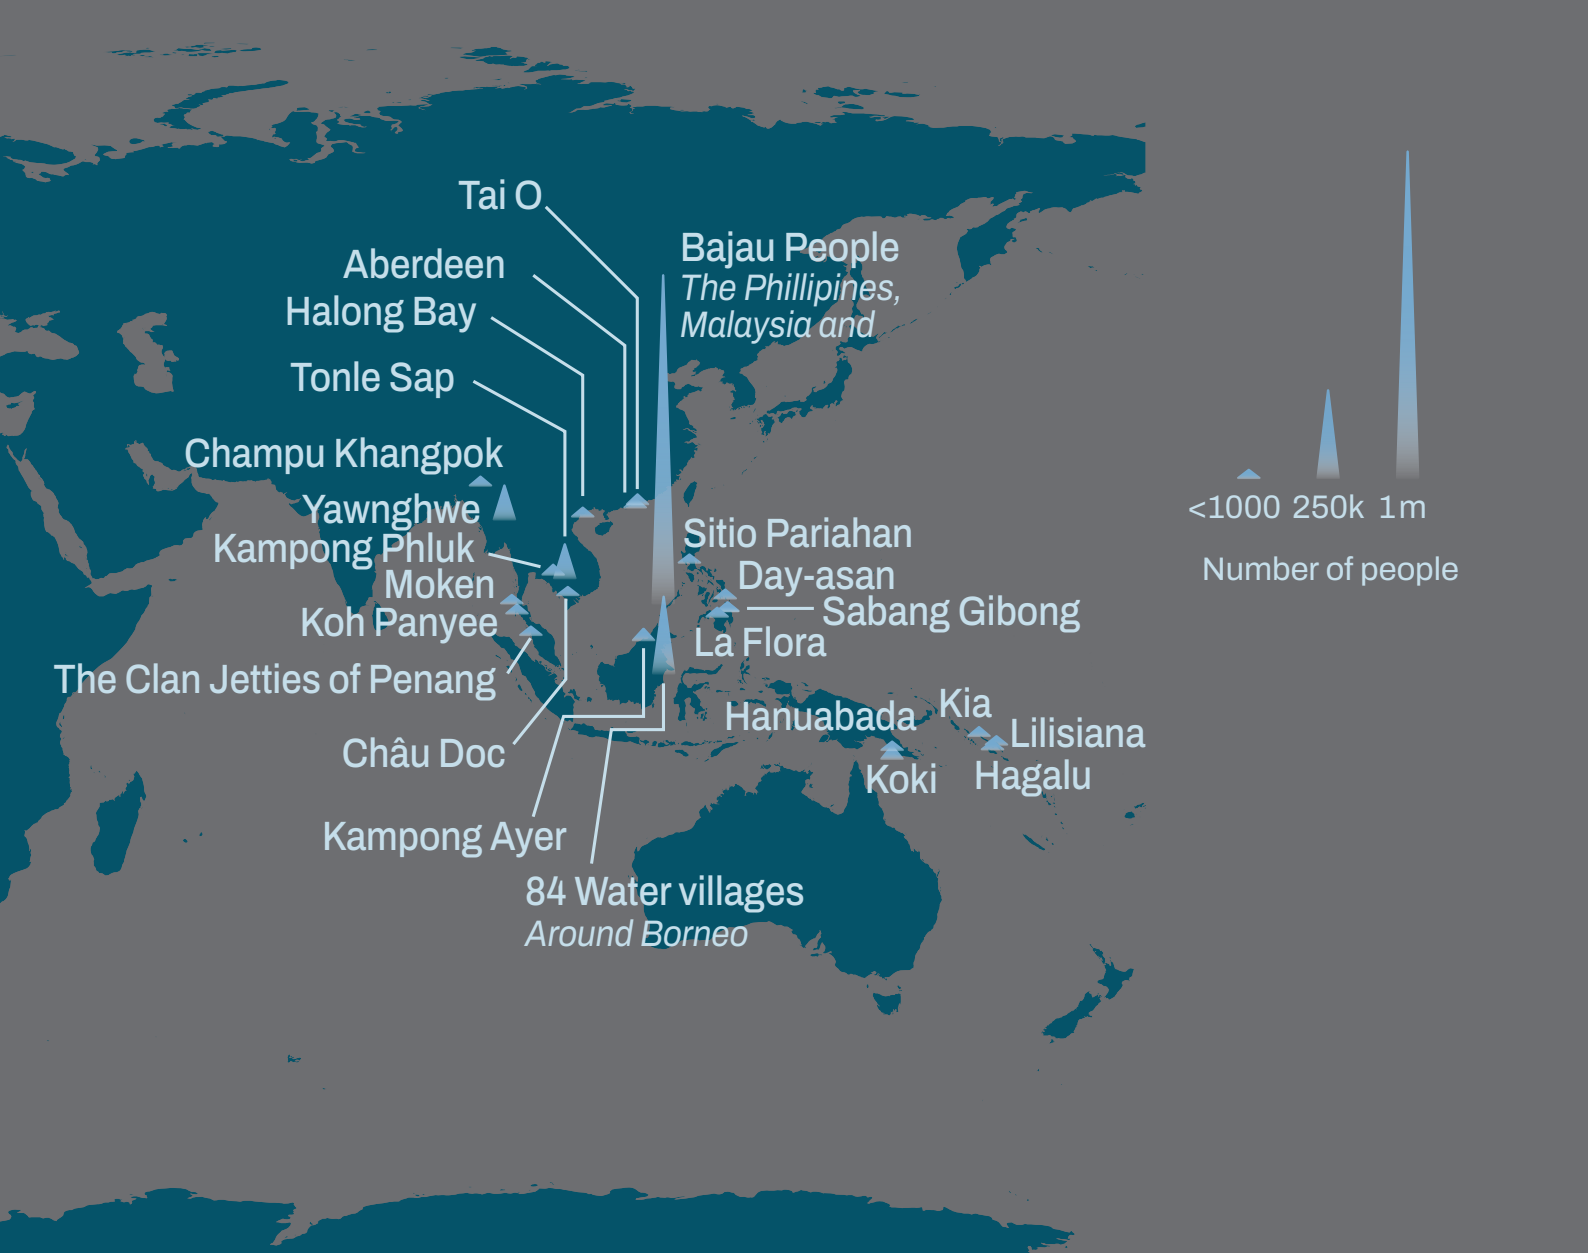 Tai O
Aberdeen
Halong Bay
Tonle Sap
Bajau People
The Phillipines,
Malaysia and
Champu Khangpok
Yawnghwe
Kampong Phluk
Moken
Koh Panyee
The Clan Jetties of Penang
Châu Doc
Kampong Ayer
84 Water villages
Around Borneo
Sitio Pariahan
Day-asan
Sabang Gibong
La Flora
Hanuabada
Kia
Lilisiana
Koki
Hagalu
<1000 250k 1m
Number of people